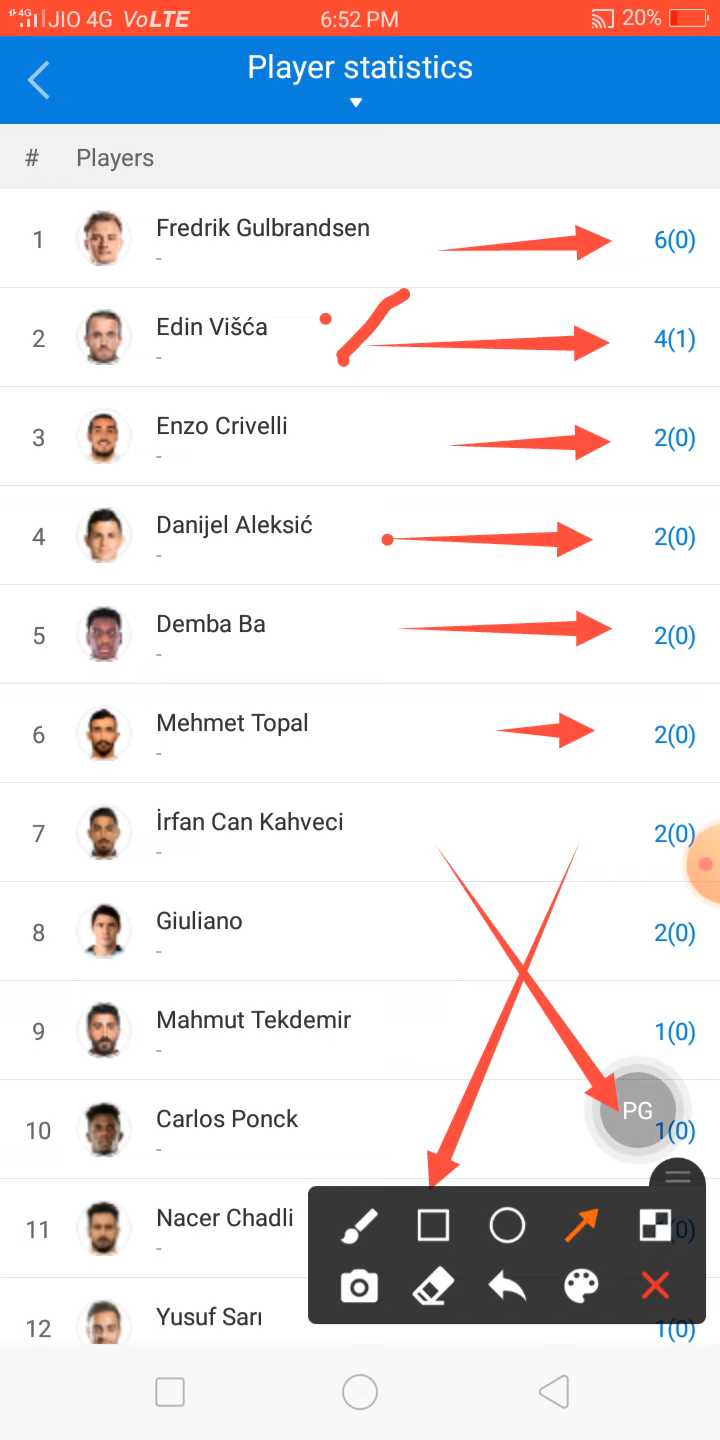 4G JIO 4G VoLTE 6:52 PM 20%
Player statistics
# Players
1 Fredrik Gulbrandsen 6(0)
-
2 Edin Višća 4(1)
-
3 Enzo Crivelli 2(0)
-
4 Danijel Aleksić 2(0)
-
5 Demba Ba 2(0)
-
6 Mehmet Topal 2(0)
-
7 İrfan Can Kahveci 2(0)
-
8 Giuliano 2(0)
-
9 Mahmut Tekdemir 1(0)
-
PG
10 Carlos Ponck 1(0)
-
11 Nacer Chadli
-
12 Yusuf Sarı 1(0)